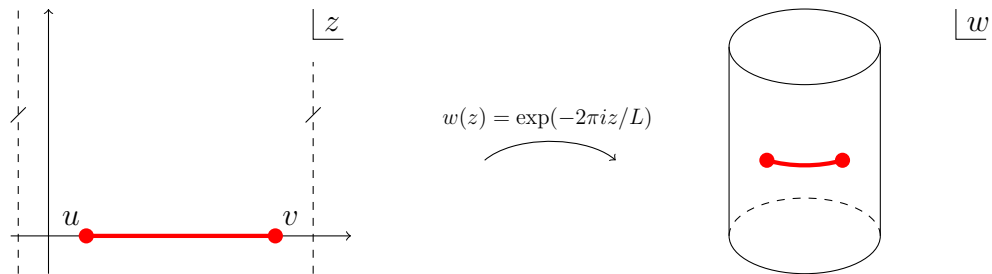 z
w
w(z) = exp(−2πiz/L)
u
v